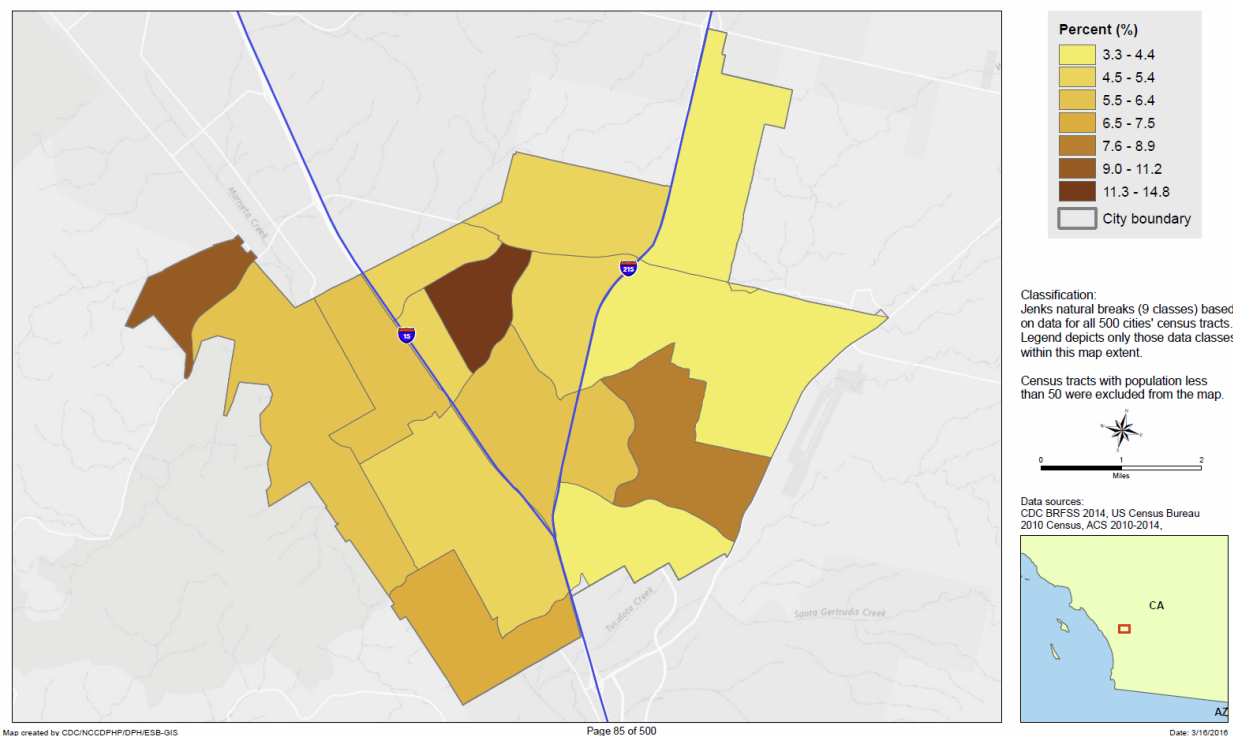 Percent (%)
3.3 - 4.4
4.5 - 5.4
5.5 - 6.4
6.5 - 7.5
7.6 - 8.9
9.0 - 11.2
11.3 - 14.8
City boundary
Murrieta Creek
215
15
Tucalota Creek
Santa Gertrudis Creek
Classification:
Jenks natural breaks (9 classes) based
on data for all 500 cities' census tracts.
Legend depicts only those data classes
within this map extent.
Census tracts with population less
than 50 were excluded from the map.
N
W
E
S
0 1 2
Miles
Data sources:
CDC BRFSS 2014, US Census Bureau
2010 Census, ACS 2010-2014,
CA
AZ
Map created by CDC/NCCDPHP/DPH/ESB-GIS
Page 85 of 500
Date: 3/16/2016